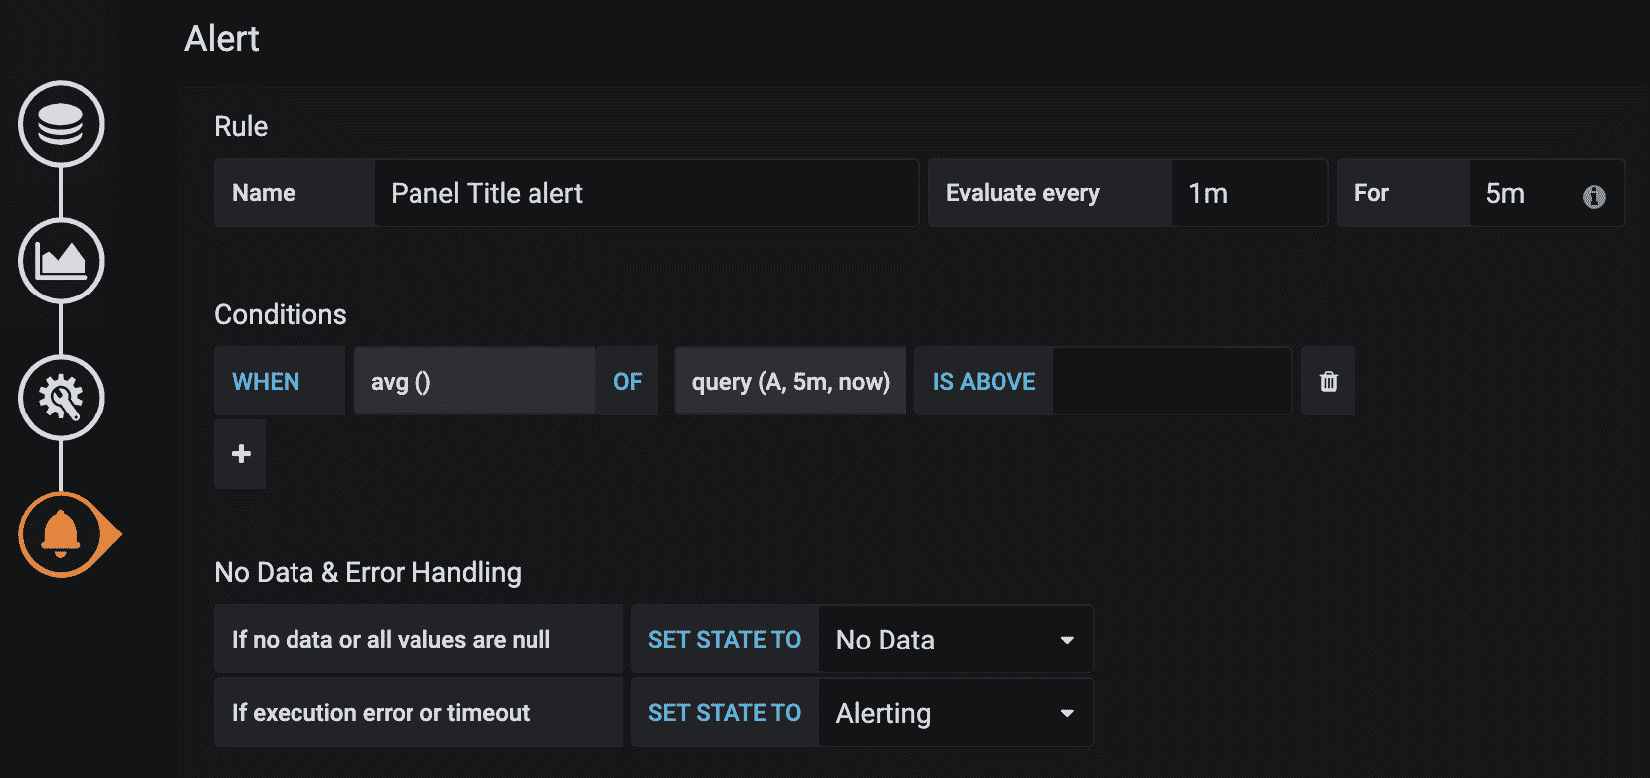 Alert
Rule
Name Panel Title alert Evaluate every 1m For 5m
Conditions
WHEN avg () OF query (A, 5m, now) IS ABOVE
No Data & Error Handling
If no data or all values are null SET STATE TO No Data
If execution error or timeout SET STATE TO Alerting